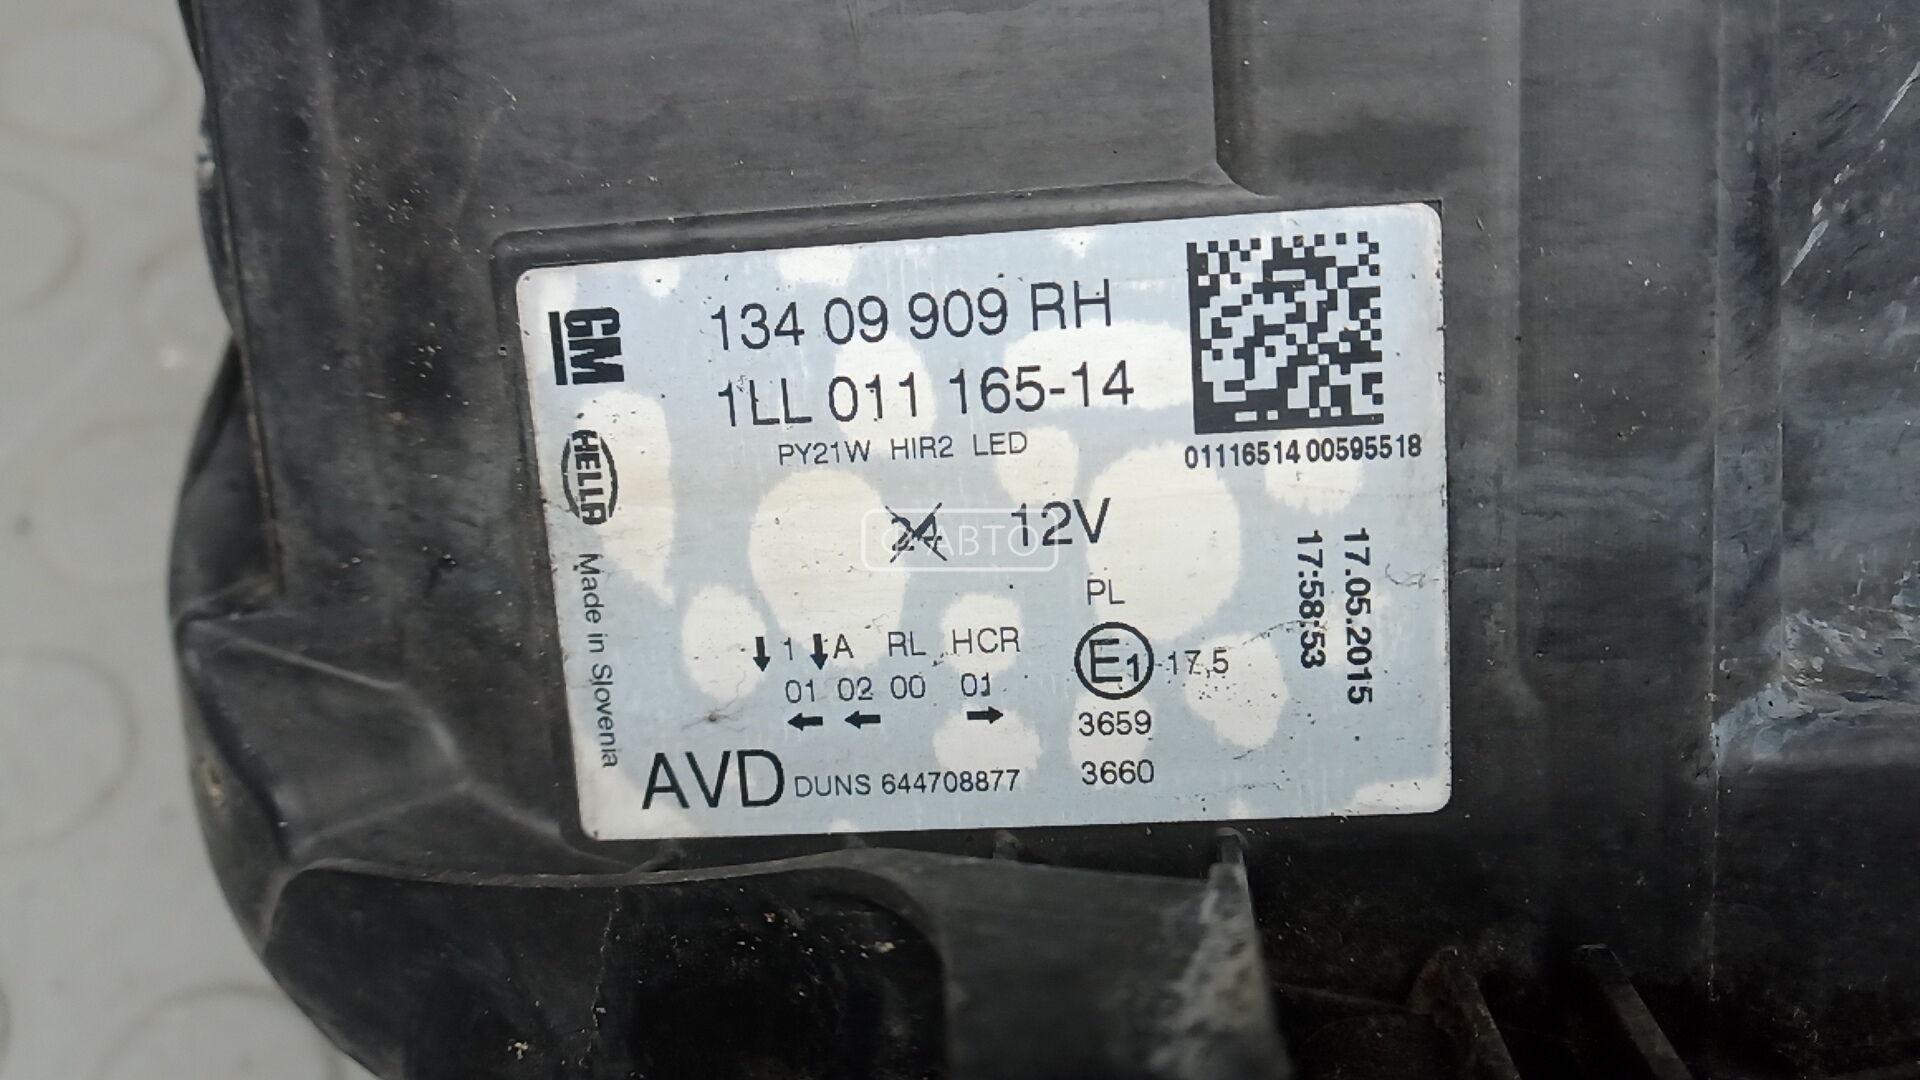 GM
134 09 909 RH
1LL 011 165-14
PY21W HIR2 LED
01116514 00595518
HELLA
Made in Slovenia
24 12V
АВТО
17.05.2015
17:58:53
PL
1 A RL HCR
E1 17,5
01 02 00 01
3659
3660
AVD DUNS 644708877